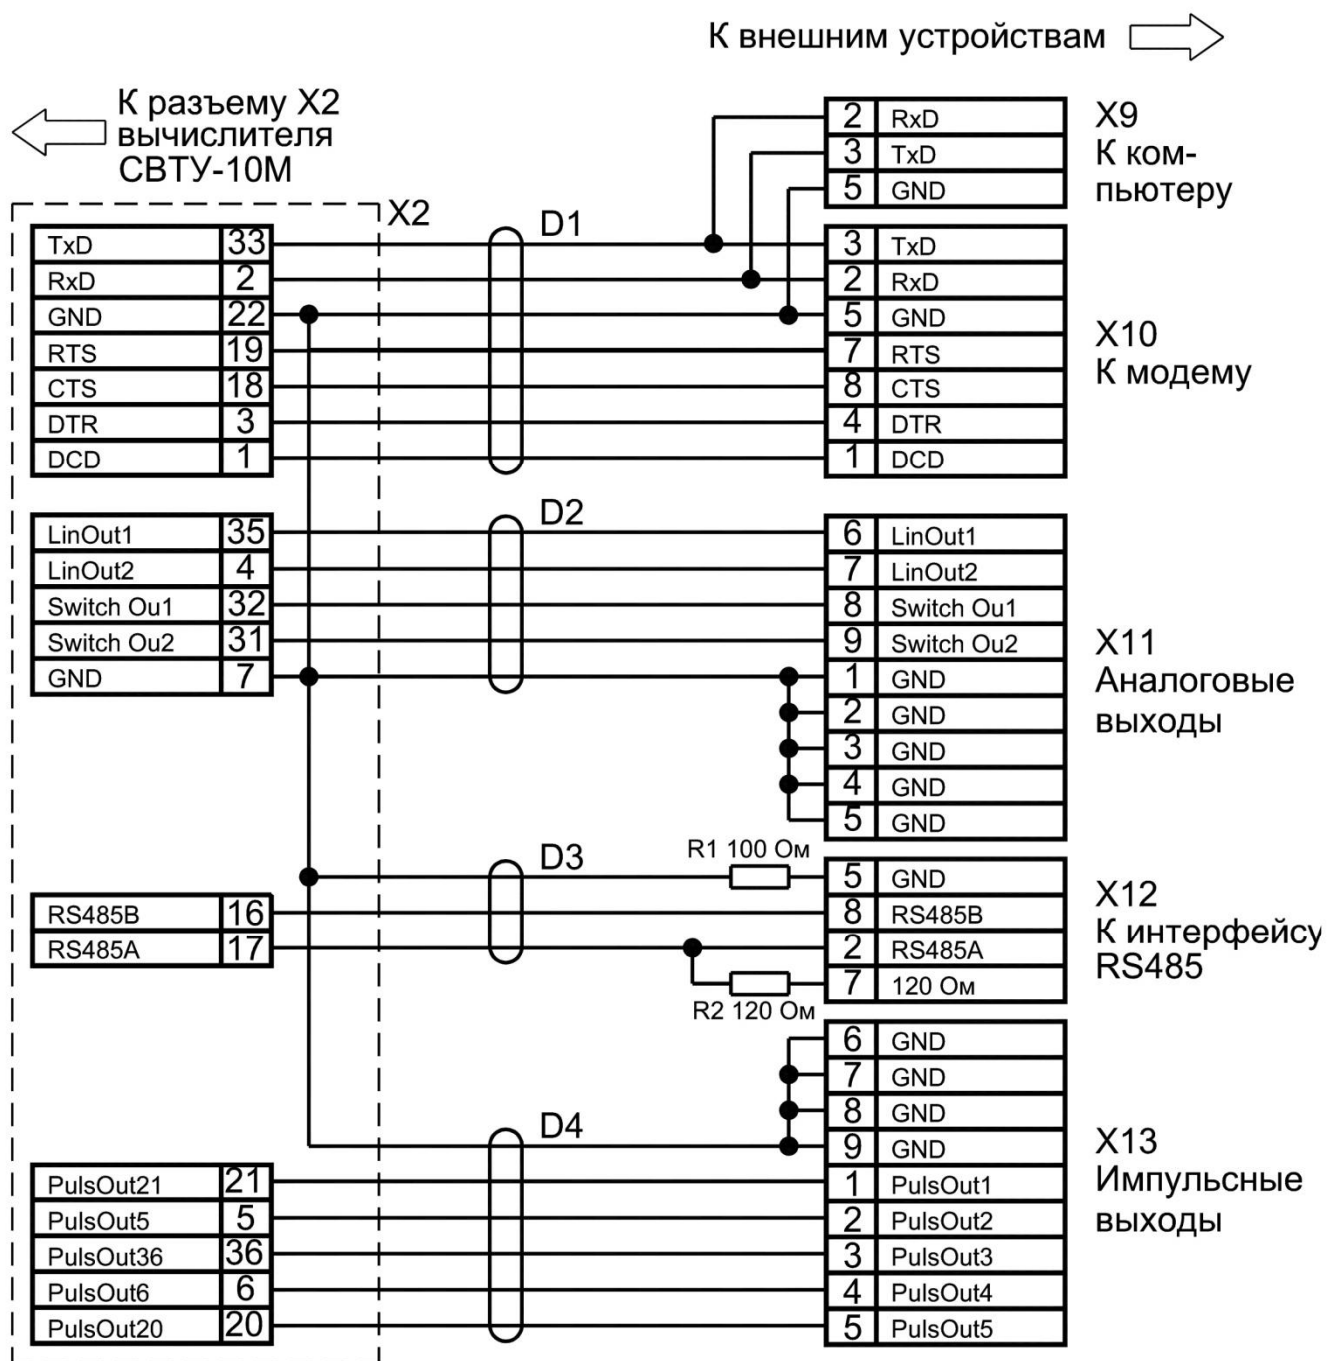 К внешним устройствам
К разъему X2
вычислителя
СВТУ-10М
X2
D1
2 RxD
3 TxD
5 GND
X9
К ком-
пьютеру
TxD 33
RxD 2
GND 22
RTS 19
CTS 18
DTR 3
DCD 1
3 TxD
2 RxD
5 GND
7 RTS
8 CTS
4 DTR
1 DCD
X10
К модему
D2
LinOut1 35
LinOut2 4
Switch Ou1 32
Switch Ou2 31
GND 7
6 LinOut1
7 LinOut2
8 Switch Ou1
9 Switch Ou2
1 GND
2 GND
3 GND
4 GND
5 GND
X11
Аналоговые
выходы
D3
R1 100 Ом
RS485B 16
RS485A 17
R2 120 Ом
5 GND
8 RS485B
2 RS485A
7 120 Ом
X12
К интерфейсу
RS485
D4
PulsOut21 21
PulsOut5 5
PulsOut36 36
PulsOut6 6
PulsOut20 20
6 GND
7 GND
8 GND
9 GND
1 PulsOut1
2 PulsOut2
3 PulsOut3
4 PulsOut4
5 PulsOut5
X13
Импульсные
выходы